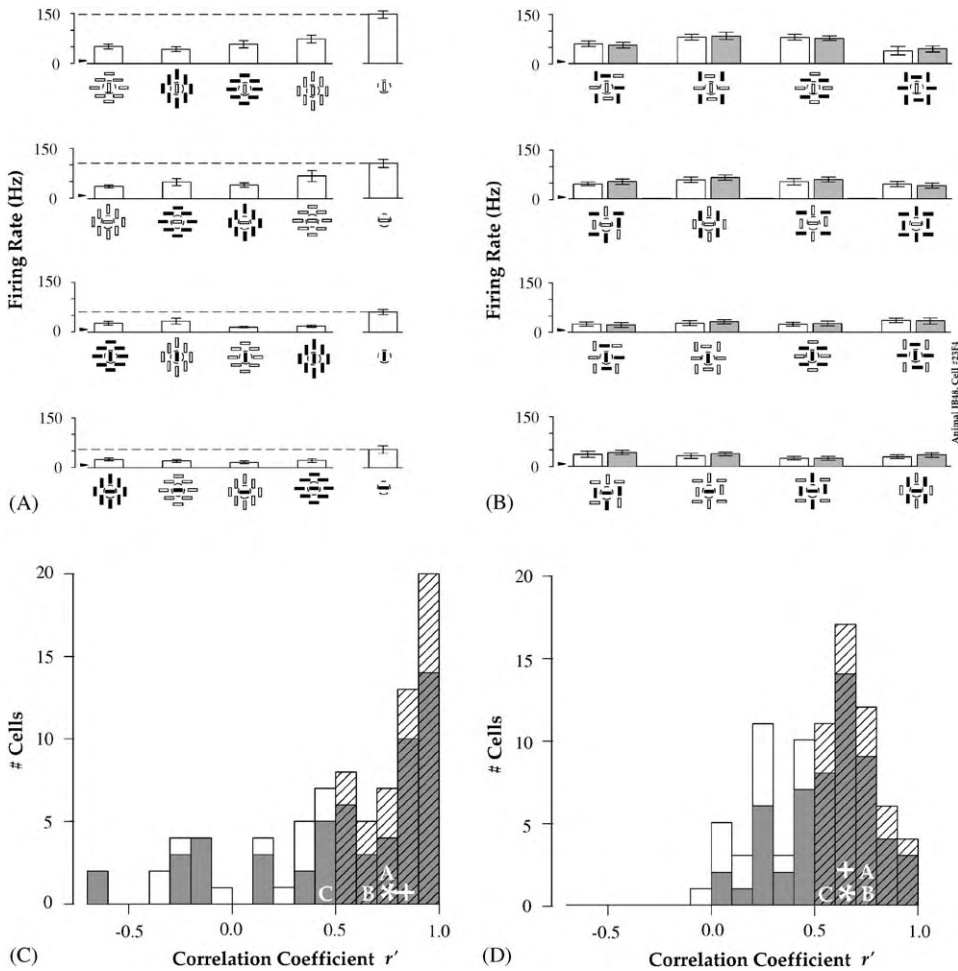 150
0
150
0
150
0
150
0
Firing Rate (Hz)
(A)
150
0
150
0
150
0
150
0
Firing Rate (Hz)
Animal IB48, Cell #23F4
(B)
20
15
10
5
0
# Cells
A
C B *+
-0.5 0.0 0.5 1.0
(C) Correlation Coefficient r'
20
15
10
5
0
# Cells
+ A
C * B
-0.5 0.0 0.5 1.0
(D) Correlation Coefficient r'